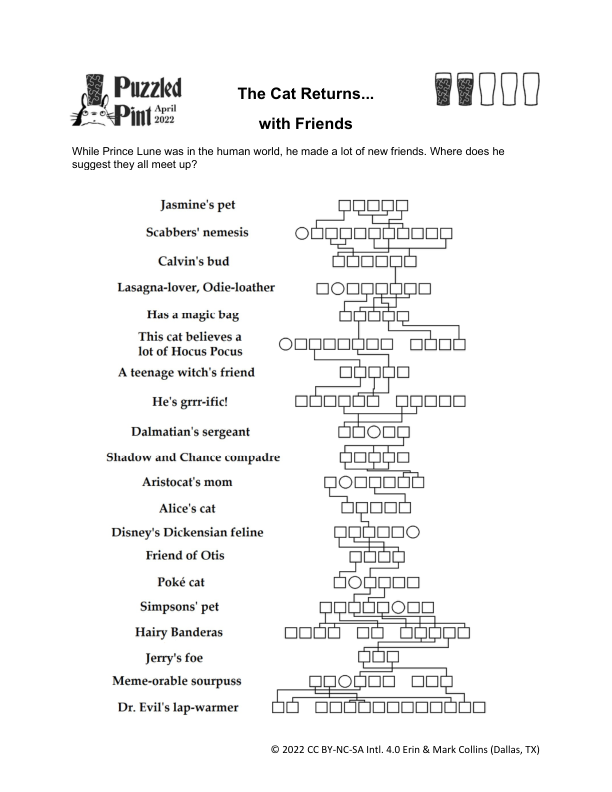 Puzzled
Pint
April
2022
The Cat Returns...
with Friends
While Prince Lune was in the human world, he made a lot of new friends. Where does he
suggest they all meet up?
Jasmine's pet
Scabbers' nemesis
Calvin's bud
Lasagna-lover, Odie-loather
Has a magic bag
This cat believes a
lot of Hocus Pocus
A teenage witch's friend
He's grrr-ific!
Dalmatian's sergeant
Shadow and Chance compadre
Aristocat's mom
Alice's cat
Disney's Dickensian feline
Friend of Otis
Poké cat
Simpsons' pet
Hairy Banderas
Jerry's foe
Meme-orable sourpuss
Dr. Evil's lap-warmer
© 2022 CC BY-NC-SA Intl. 4.0 Erin & Mark Collins (Dallas, TX)